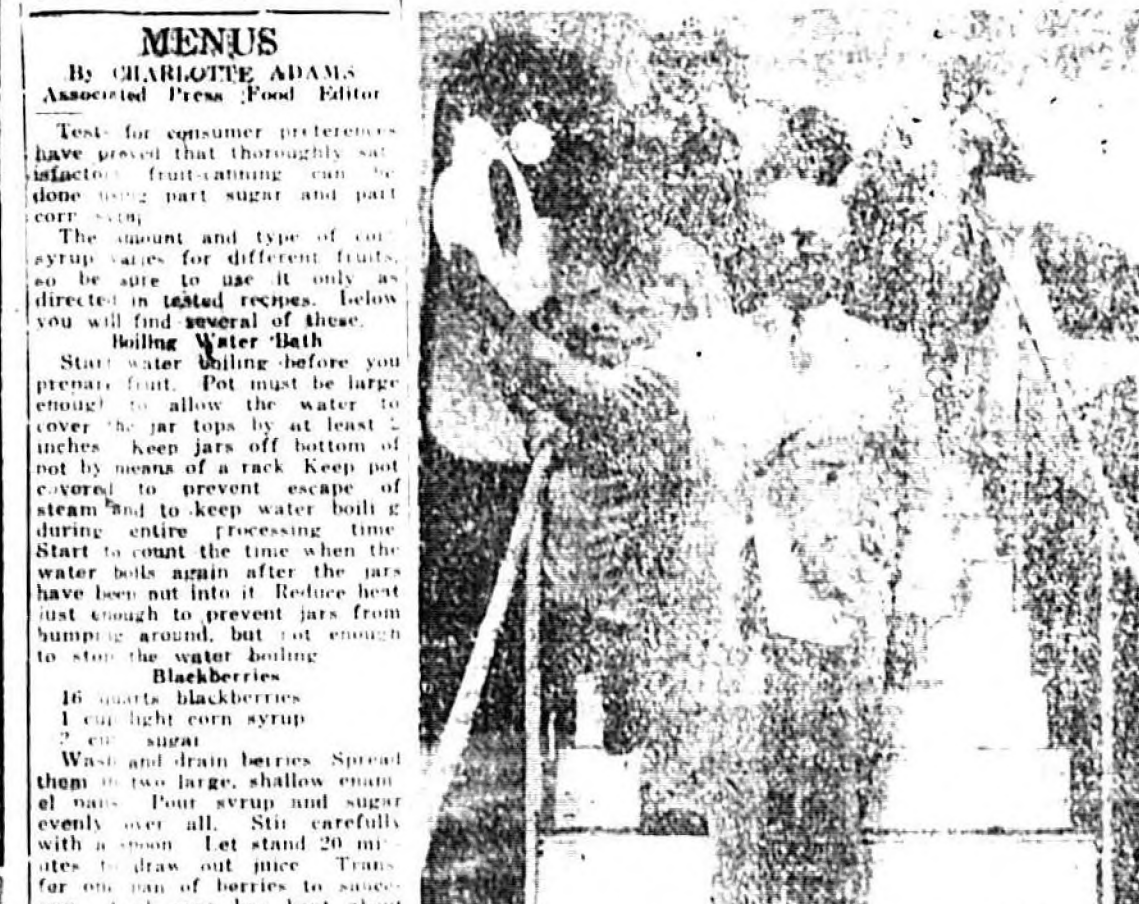 MENUS
By CHARLOTTE ADAMS
Associated Press Food Editor
Tests for consumer preferences
have proved that thoroughly sat
isfactory fruit-canning can be
done using part sugar and part
corn syrup
The amount and type of corn
syrup varies for different fruits,
so be sure to use it only as
directed in tested recipes. Below
you will find several of these.
Boiling Water Bath
Start water boiling before you
prepare fruit. Pot must be large
enough to allow the water to
cover the jar tops by at least 2
inches Keep jars off bottom of
pot by means of a rack Keep pot
covered to prevent escape of
steam and to keep water boiling
during entire processing time
Start to count the time when the
water boils again after the jars
have been put into it Reduce heat
just enough to prevent jars from
bumping around, but not enough
to stop the water boiling
Blackberries
16 quarts blackberries
1 cup light corn syrup
2 cups sugar
Wash and drain berries Spread
them in two large, shallow enam
el pans Pour syrup and sugar
evenly over all. Stir carefully
with a spoon Let stand 20 min
utes to draw out juice Trans
fer one pan of berries to sauce-
heat about